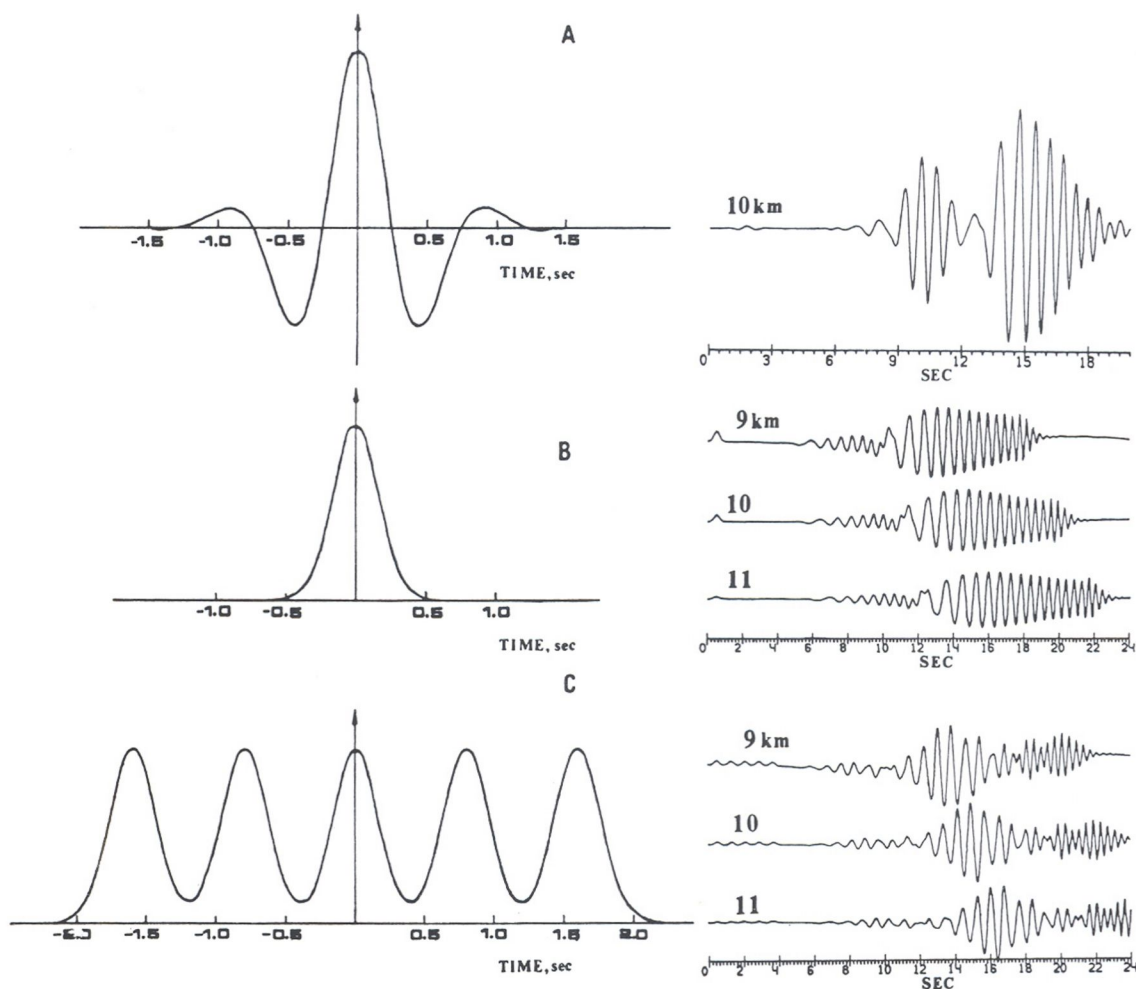 A
-1.5 -1.0 -0.5 0.5 1.0 1.5
TIME, sec
10 km
0 3 6 9 12 15 18
SEC
B
-1.0 -0.5 0.5 1.0
TIME, sec
9 km
10
11
0 2 4 6 8 10 12 14 16 18 20 22 24
SEC
C
-2.0 -1.5 -1.0 -0.5 0.5 1.0 1.5 2.0
TIME, sec
9 km
10
11
0 2 4 6 8 10 12 14 16 18 20 22 24
SEC